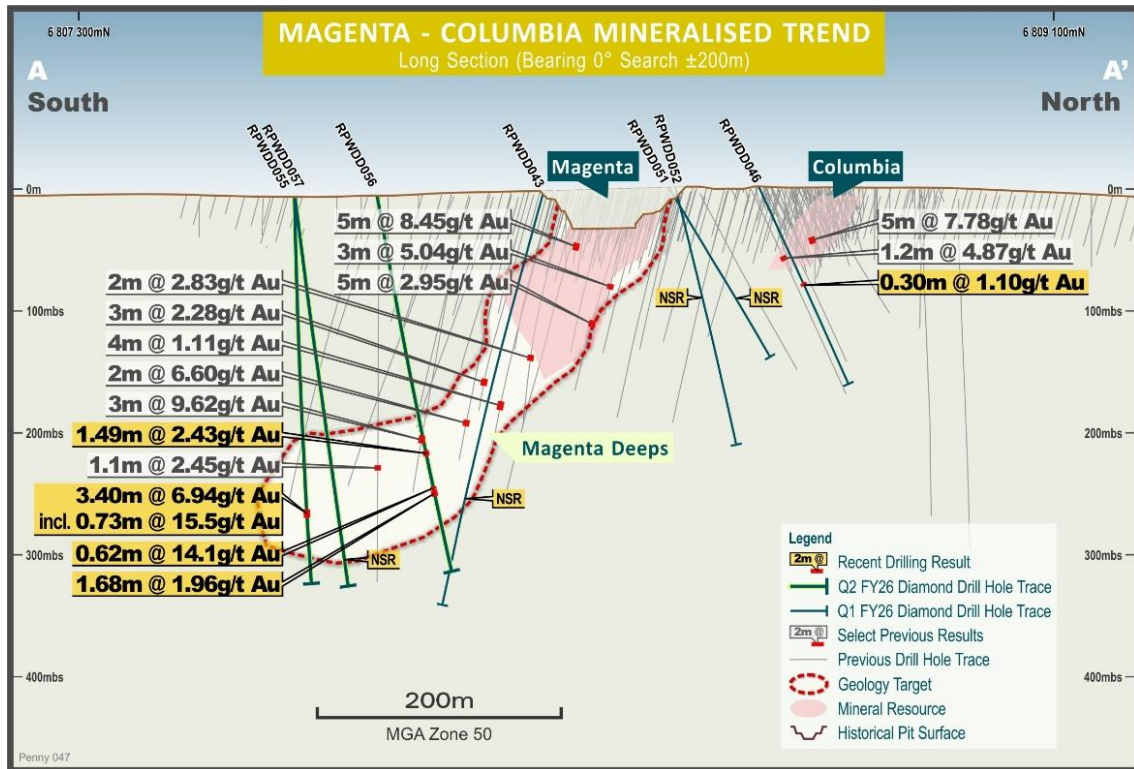 MAGENTA - COLUMBIA MINERALISED TREND
Long Section (Bearing 0° Search ±200m)
6 807 300mN
6 809 100mN
A
South
A'
North
RPWDD055
RPWDD057
RPWDD056
RPWDD043
RPWDD051
RPWDD052
RPWDD046
Magenta
Columbia
0m
0m
5m @ 8.45g/t Au
3m @ 5.04g/t Au
5m @ 2.95g/t Au
5m @ 7.78g/t Au
1.2m @ 4.87g/t Au
0.30m @ 1.10g/t Au
NSR
NSR
100mbs
100mbs
2m @ 2.83g/t Au
3m @ 2.28g/t Au
4m @ 1.11g/t Au
2m @ 6.60g/t Au
3m @ 9.62g/t Au
1.49m @ 2.43g/t Au
1.1m @ 2.45g/t Au
3.40m @ 6.94g/t Au
incl. 0.73m @ 15.5g/t Au
0.62m @ 14.1g/t Au
1.68m @ 1.96g/t Au
200mbs
200mbs
Magenta Deeps
NSR
NSR
300mbs
300mbs
400mbs
400mbs
Legend
2m @
Recent Drilling Result
Q2 FY26 Diamond Drill Hole Trace
Q1 FY26 Diamond Drill Hole Trace
2m @
Select Previous Results
Previous Drill Hole Trace
Geology Target
Mineral Resource
Historical Pit Surface
200m
MGA Zone 50
Penny 047